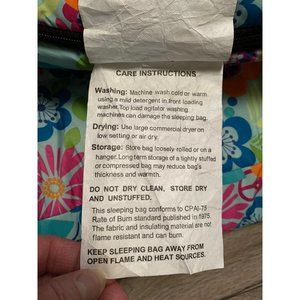 CARE INSTRUCTIONS
Washing: Machine wash cold or warm,
using a mild detergent in front loading
washer. Top load agitator washing
machines can damage the sleeping bag.
Drying: Use large commercial dryer on
low setting or air dry.
Storage: Store bag loosely rolled or on a
hanger. Long term storage of a tightly stuffed
or compressed bag may reduce bag's
thickness and warmth.
DO NOT DRY CLEAN, STORE DRY
AND UNSTUFFED.
This sleeping bag conforms to CPAI-75
Rate of Burn standard published in 1975.
The fabric and insulating material are not
flame resistant and can burn.
KEEP SLEEPING BAG AWAY FROM
OPEN FLAME AND HEAT SOURCES.